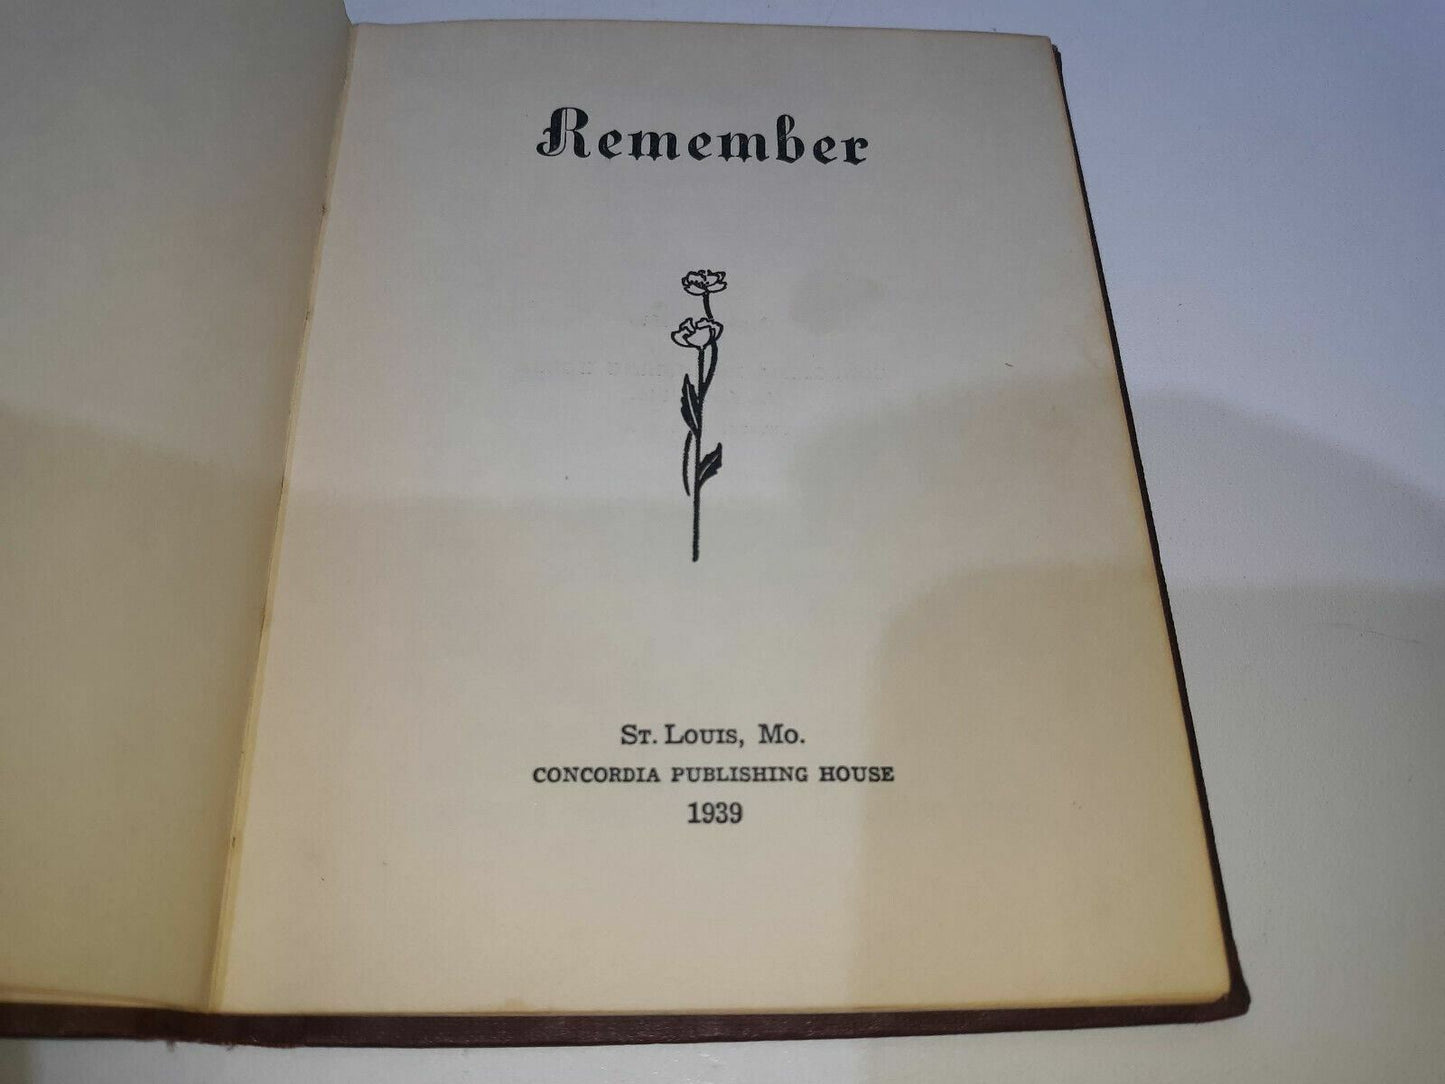 Remember
St. Louis, Mo.
CONCORDIA PUBLISHING HOUSE
1939